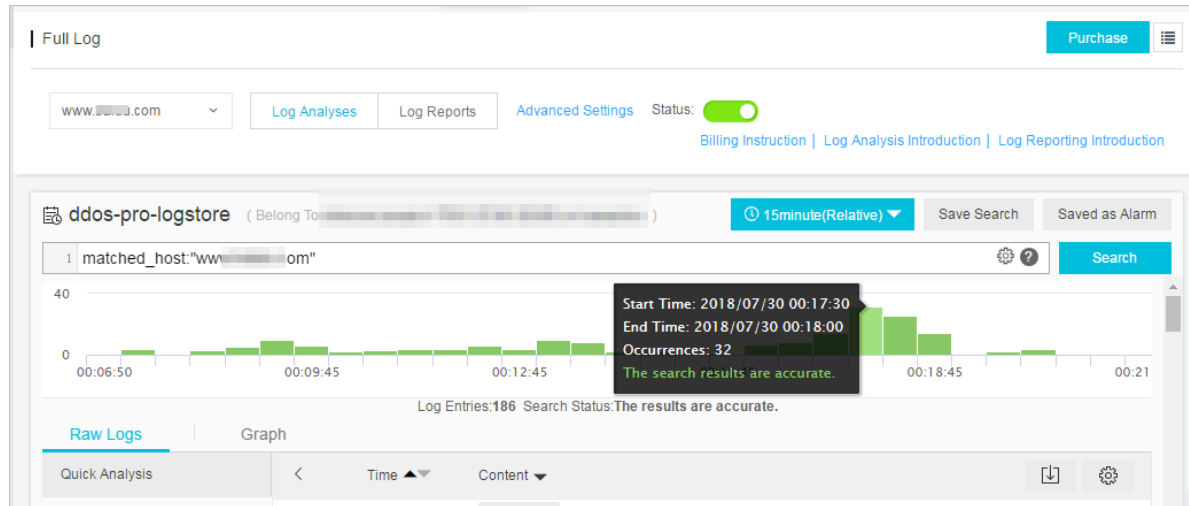 Full Log
Purchase
www. .com
Log Analyses
Log Reports
Advanced Settings
Status:
Billing Instruction | Log Analysis Introduction | Log Reporting Introduction
ddos-pro-logstore ( Belong To )
15minute(Relative)
Save Search
Saved as Alarm
1 matched_host:"www om"
Search
40
0
Start Time: 2018/07/30 00:17:30
End Time: 2018/07/30 00:18:00
Occurrences: 32
The search results are accurate.
00:06:50
00:09:45
00:12:45
00:18:45
00:21
Log Entries:186 Search Status:The results are accurate.
Raw Logs
Graph
Quick Analysis
Time
Content